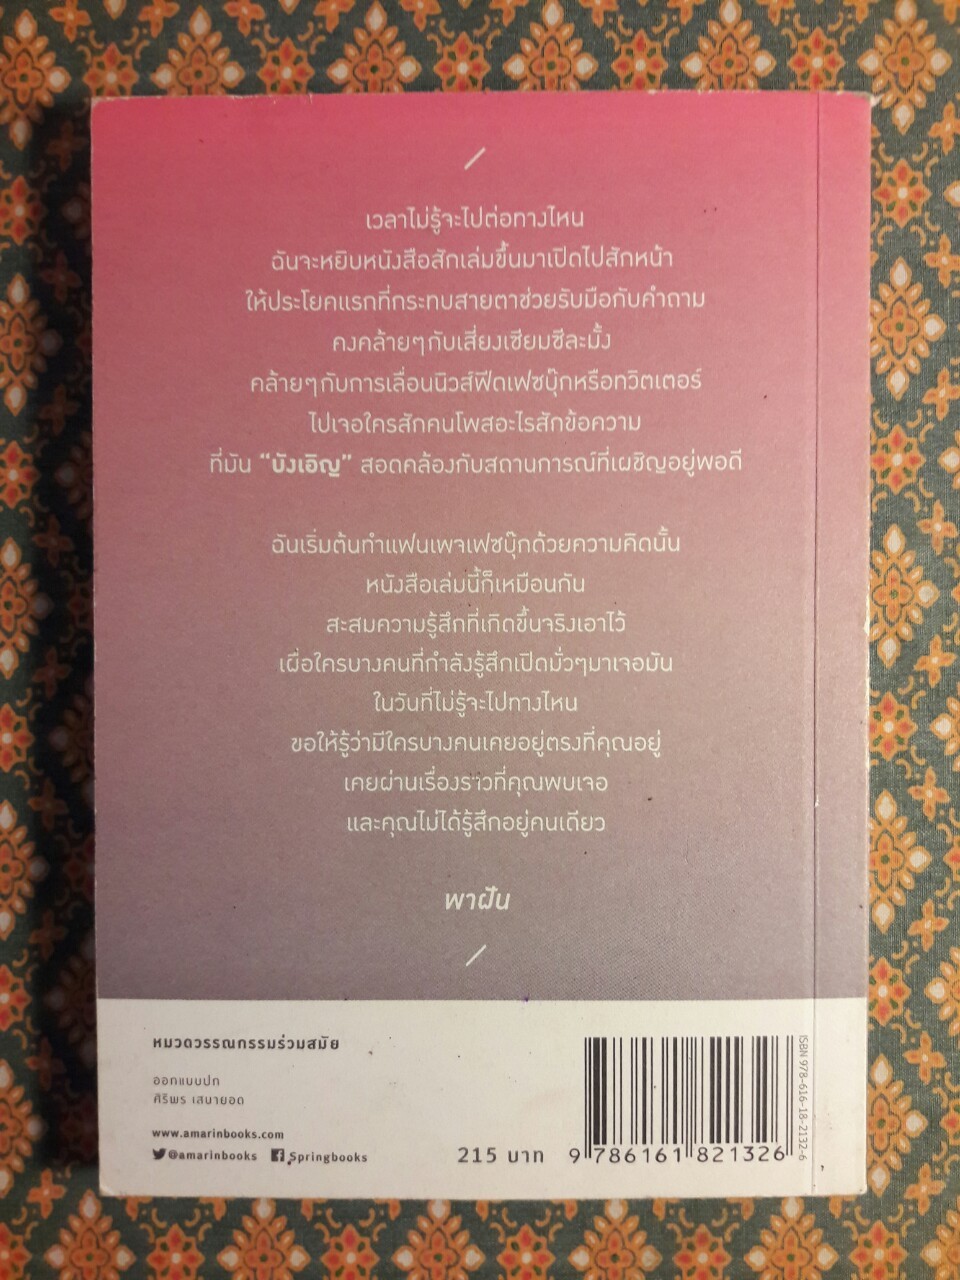 เวลาไม่รู้จะไปต่อทางไหน
ฉันจะหยิบหนังสือสักเล่มขึ้นมาเปิดไปสักหน้า
ให้ประโยคแรกที่กระทบสายตาช่วยรับมือกับคำถาม
คงคล้ายๆกับเสี่ยงเซียมซีละมั้ง
คล้ายๆกับการเลื่อนนิวส์ฟีดเฟซบุ๊กหรือทวิตเตอร์
ไปเจอใครสักคนโพสอะไรสักข้อความ
ที่มัน “บังเอิญ” สอดคล้องกับสถานการณ์ที่เผชิญอยู่พอดี
ฉันเริ่มต้นทำแฟนเพจเฟซบุ๊กด้วยความคิดนั้น
หนังสือเล่มนี้ก็เหมือนกัน
สะสมความรู้สึกที่เกิดขึ้นจริงเอาไว้
เผื่อใครบางคนที่กำลังรู้สึกเปิดมั่วๆมาเจอมัน
ในวันที่ไม่รู้จะไปทางไหน
ขอให้รู้ว่ามีใครบางคนเคยอยู่ตรงที่คุณอยู่
เคยผ่านเรื่องราวที่คุณพบเจอ
และคุณไม่ได้รู้สึกอยู่คนเดียว
พาฝัน
หมวดวรรณกรรมร่วมสมัย
ออกแบบปก
ศิริพร เสบายอด
www.amarinbooks.com
@amarinbooks Springbooks
215 บาท
9 786161 821326
ISBN 978-616-18-2132-6